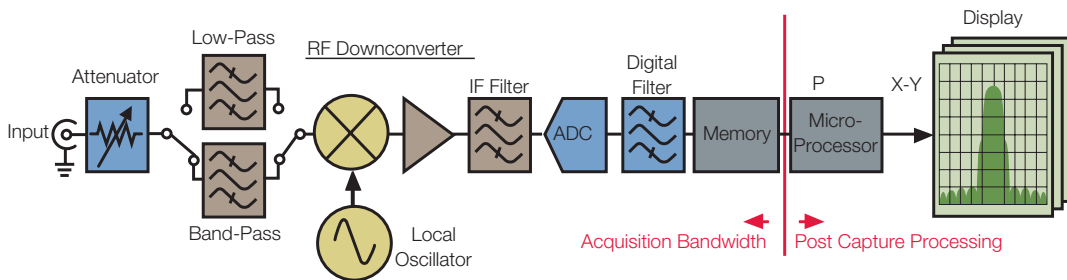 Input
Attenuator
Low-Pass
Band-Pass
RF Downconverter
Local
Oscillator
IF Filter
ADC
Digital
Filter
Memory
P
Micro-
Processor
X-Y
Display
Acquisition Bandwidth
Post Capture Processing